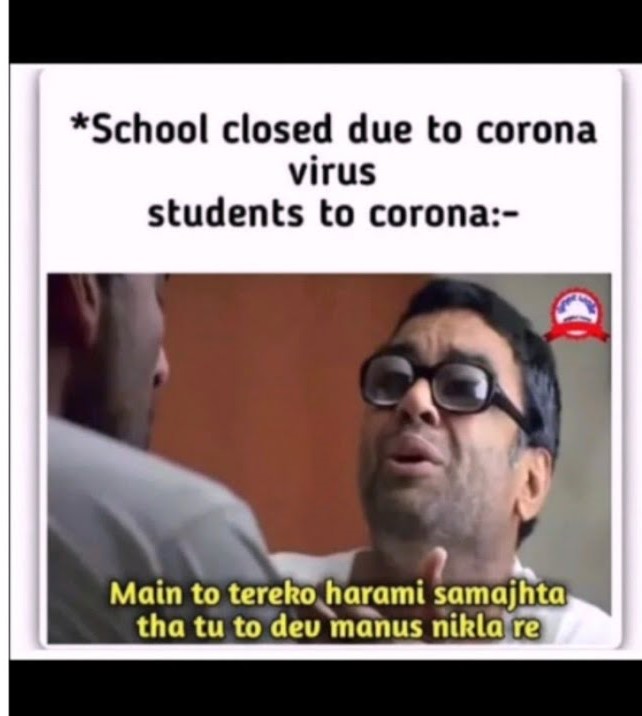 *School closed due to corona
virus
students to corona:-
Main to tereko harami samajhta
tha tu to dev manus nikla re